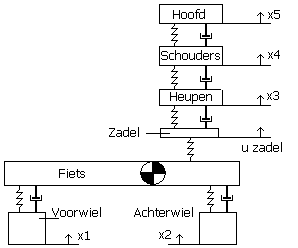 Hoofd
x5
Schouders
x4
Heupen
x3
Zadel
u zadel
Fiets
Voorwiel
Achterwiel
x1
x2